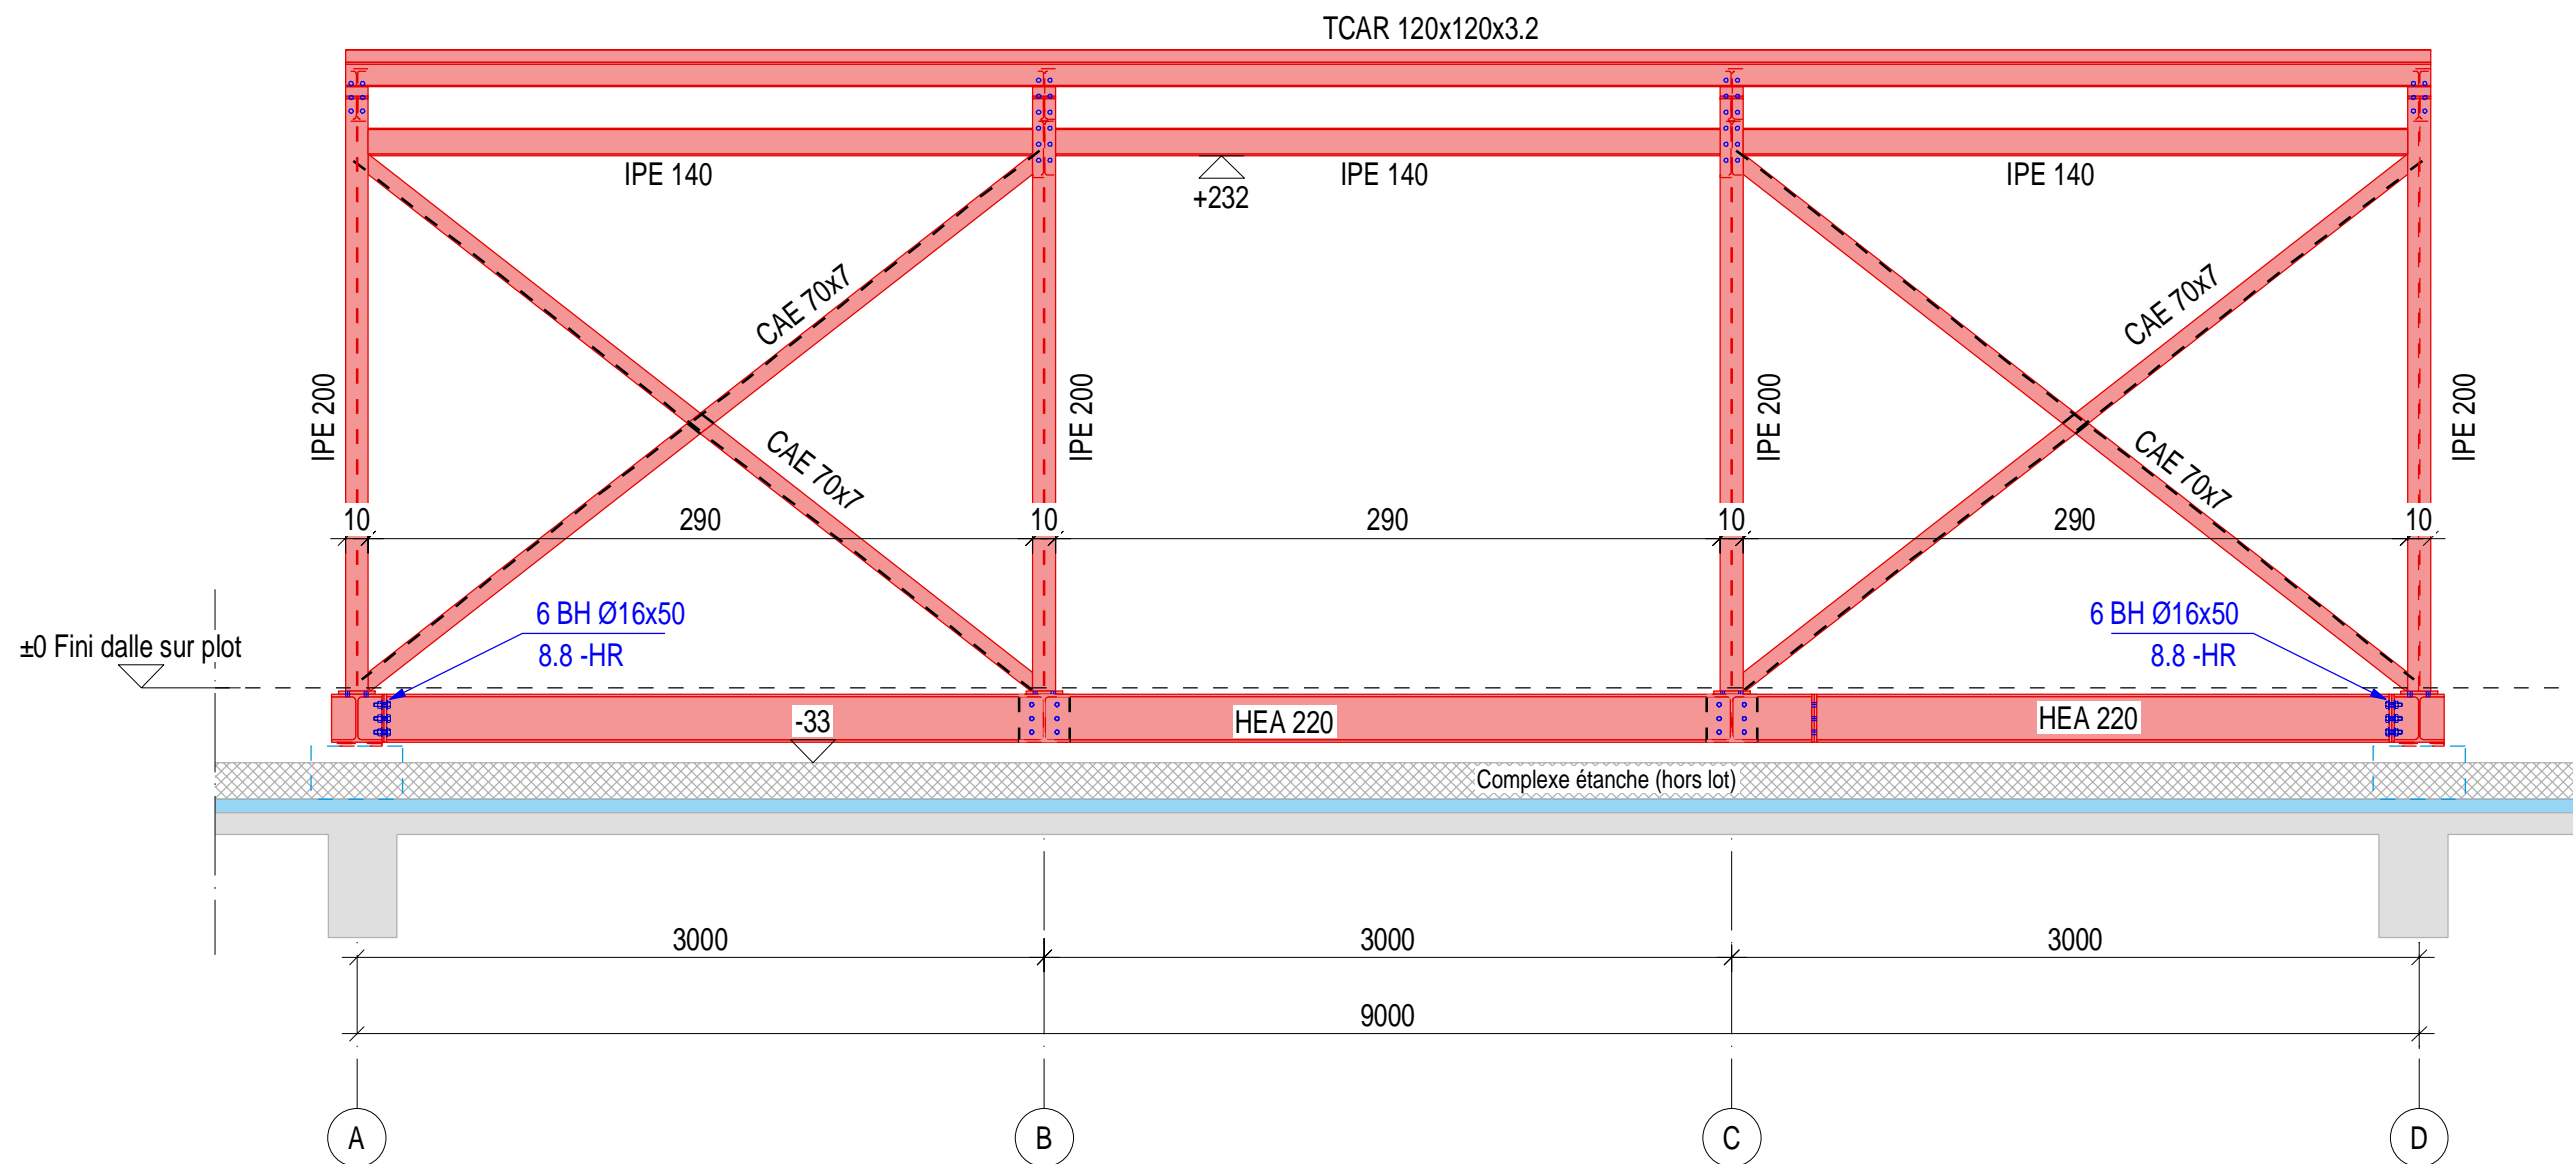 TCAR 120x120x3.2
IPE 140
IPE 140
IPE 140
+232
CAE 70x7
CAE 70x7
CAE 70x7
CAE 70x7
IPE 200
IPE 200
IPE 200
IPE 200
10
290
10
290
10
290
10
6 BH Ø16x50
8.8 -HR
6 BH Ø16x50
8.8 -HR
±0 Fini dalle sur plot
-33
HEA 220
HEA 220
Complexe étanche (hors lot)
3000
3000
3000
9000
A
B
C
D